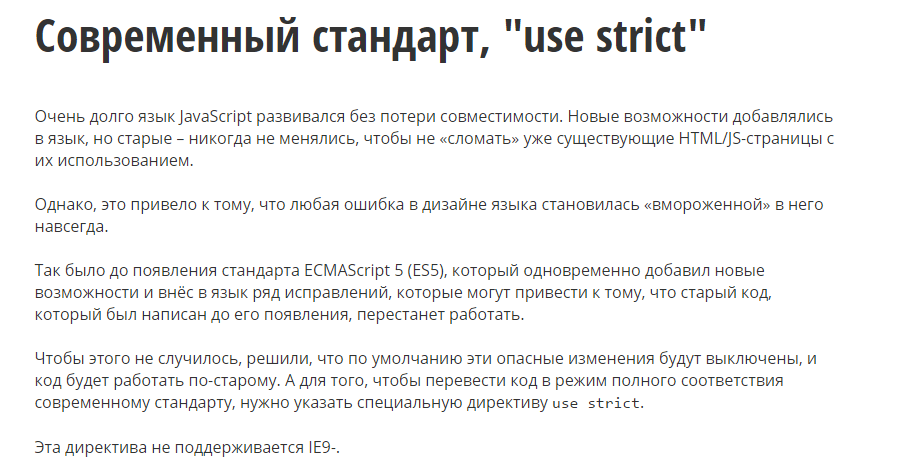 Современный стандарт, "use strict"
Очень долго язык JavaScript развивался без потери совместимости. Новые возможности добавлялись
в язык, но старые – никогда не менялись, чтобы не «сломать» уже существующие HTML/JS-страницы с
их использованием.
Однако, это привело к тому, что любая ошибка в дизайне языка становилась «вмороженной» в него
навсегда.
Так было до появления стандарта ECMAScript 5 (ES5), который одновременно добавил новые
возможности и внёс в язык ряд исправлений, которые могут привести к тому, что старый код,
который был написан до его появления, перестанет работать.
Чтобы этого не случилось, решили, что по умолчанию эти опасные изменения будут выключены, и
код будет работать по-старому. А для того, чтобы перевести код в режим полного соответствия
современному стандарту, нужно указать специальную директиву use strict.
Эта директива не поддерживается IE9-.